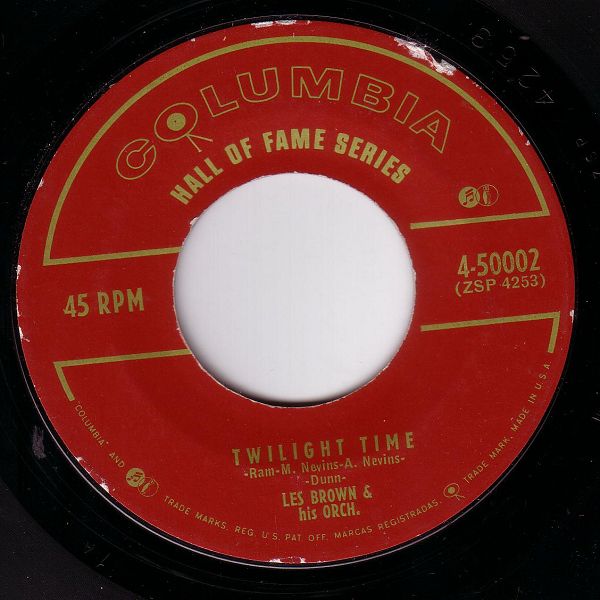 COLUMBIA
HALL OF FAME SERIES
45 RPM
4-50002
(ZSP 4253)
TWILIGHT TIME
-Ram-M. Nevins-A. Nevins-
-Dunn-
LES BROWN &
his ORCH.
"COLUMBIA" AND TRADE MARKS, REG. U.S. PAT. OFF. MARCAS REGISTRADAS. TRADE MARK. MADE IN U.S.A.